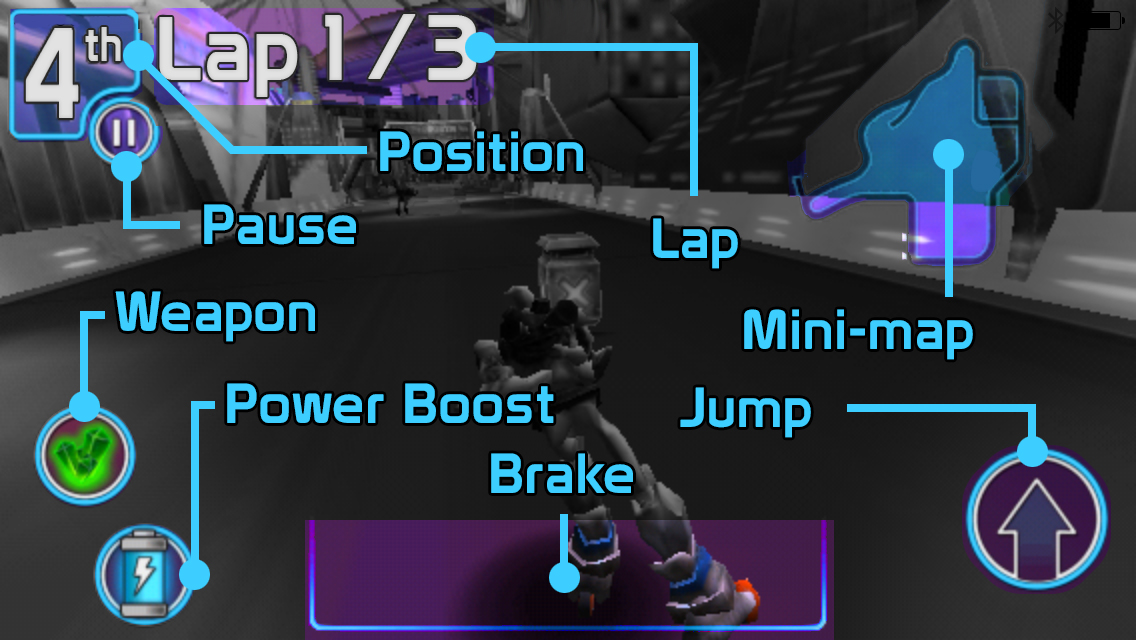 4th Lap 1/3
Position
Pause
Lap
Weapon
Mini-map
Power Boost
Jump
Brake